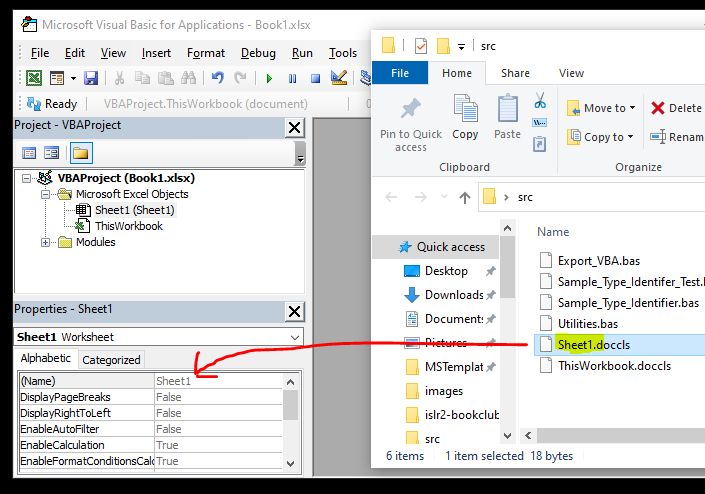 Microsoft Visual Basic for Applications - Book1.xlsx
File Edit View Insert Format Debug Run Tools
Ready VBAProject.ThisWorkbook (document)
Project - VBAProject
VBAProject (Book1.xlsx)
Microsoft Excel Objects
Sheet1 (Sheet1)
ThisWorkbook
Modules
Properties - Sheet1
Sheet1 Worksheet
Alphabetic Categorized
(Name) Sheet1
DisplayPageBreaks False
DisplayRightToLeft False
EnableAutoFilter False
EnableCalculation True
EnableFormatConditionsCalc True
src
File Home Share View
Pin to Quick access
Copy
Paste
Move to
Copy to
Delete
Renam
Clipboard
Organize
src
Quick access
Desktop
Downloads
Documents
Pictures
MSTemplat
images
islr2-bookclub
src
Name
Export_VBA.bas
Sample_Type_Identifer_Test.
Sample_Type_Identifier.bas
Utilities.bas
Sheet1.doccls
ThisWorkbook.doccls
6 items 1 item selected 18 bytes